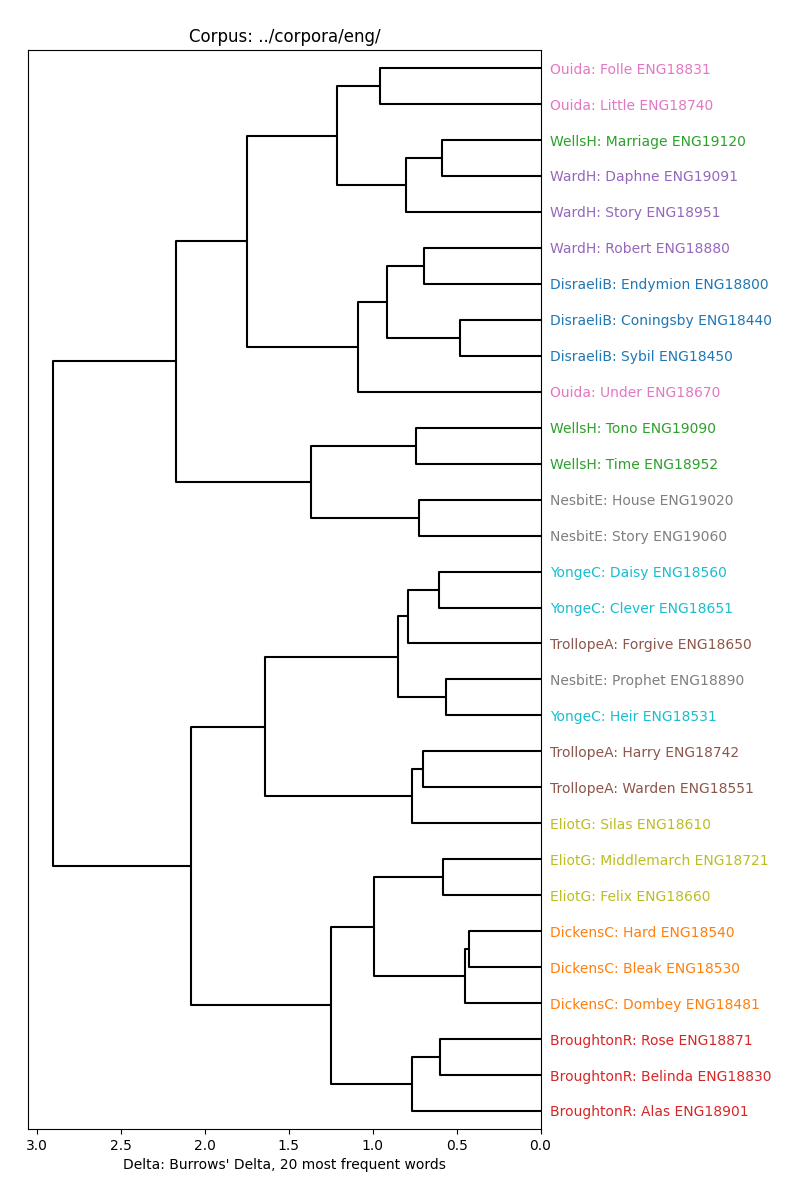 Corpus: ../corpora/eng/
Ouida: Folle ENG18831
Ouida: Little ENG18740
WellsH: Marriage ENG19120
WardH: Daphne ENG19091
WardH: Story ENG18951
WardH: Robert ENG18880
DisraeliB: Endymion ENG18800
DisraeliB: Coningsby ENG18440
DisraeliB: Sybil ENG18450
Ouida: Under ENG18670
WellsH: Tono ENG19090
WellsH: Time ENG18952
NesbitE: House ENG19020
NesbitE: Story ENG19060
YongeC: Daisy ENG18560
YongeC: Clever ENG18651
TrollopeA: Forgive ENG18650
NesbitE: Prophet ENG18890
YongeC: Heir ENG18531
TrollopeA: Harry ENG18742
TrollopeA: Warden ENG18551
EliotG: Silas ENG18610
EliotG: Middlemarch ENG18721
EliotG: Felix ENG18660
DickensC: Hard ENG18540
DickensC: Bleak ENG18530
DickensC: Dombey ENG18481
BroughtonR: Rose ENG18871
BroughtonR: Belinda ENG18830
BroughtonR: Alas ENG18901
3.0 2.5 2.0 1.5 1.0 0.5 0.0
Delta: Burrows' Delta, 20 most frequent words